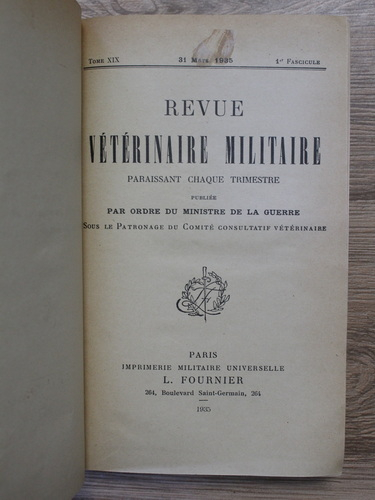 Tome XIX 31 Mars 1935 1er Fascicule
REVUE
VÉTÉRINAIRE MILITAIRE
PARAISSANT CHAQUE TRIMESTRE
PUBLIÉE
PAR ORDRE DU MINISTRE DE LA GUERRE
Sous le Patronage du Comité consultatif vétérinaire
PARIS
IMPRIMERIE MILITAIRE UNIVERSELLE
L. FOURNIER
264, Boulevard Saint-Germain, 264
1935